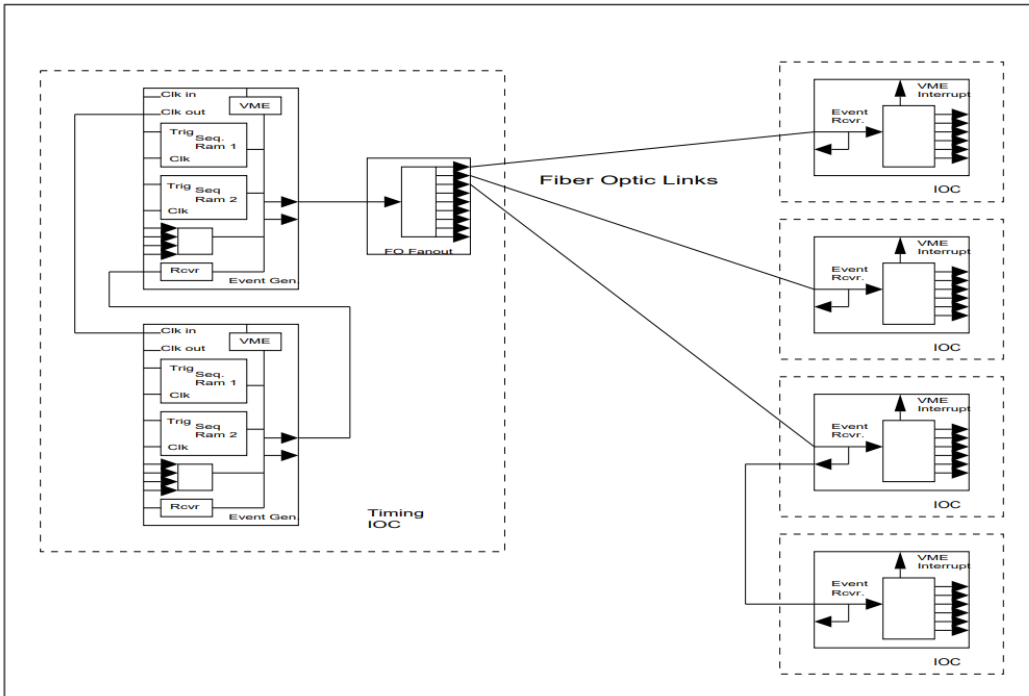 Clk in
VME
Clk out
Trig
Seq.
Ram 1
Clk
Trig
Seq
Ram 2
Clk
Rcvr
Event Gen.
Clk in
VME
Clk out
Trig
Seq.
Ram 1
Clk
Trig
Seq
Ram 2
Clk
Rcvr
Event Gen.
Timing
IOC
FO Fanout
Fiber Optic Links
VME
Interrupt
Event
Rcvr.
IOC
VME
Interrupt
Event
Rcvr.
IOC
VME
Interrupt
Event
Rcvr.
IOC
VME
Interrupt
Event
Rcvr.
IOC